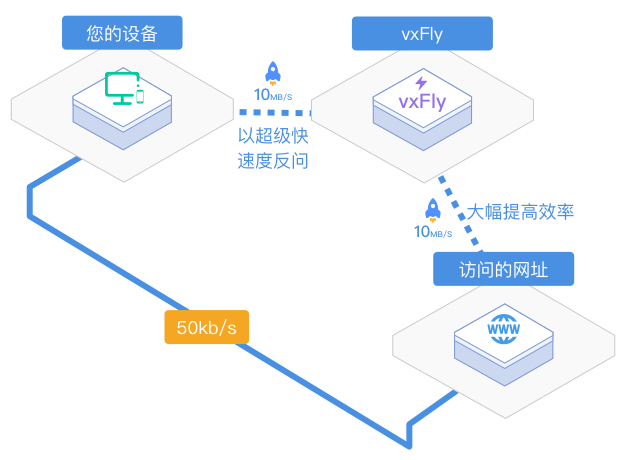 您的设备
vxFly
10MB/S
vxFly
以超级快
速度反问
大幅提高效率
10MB/S
访问的网址
WWW
50kb/s